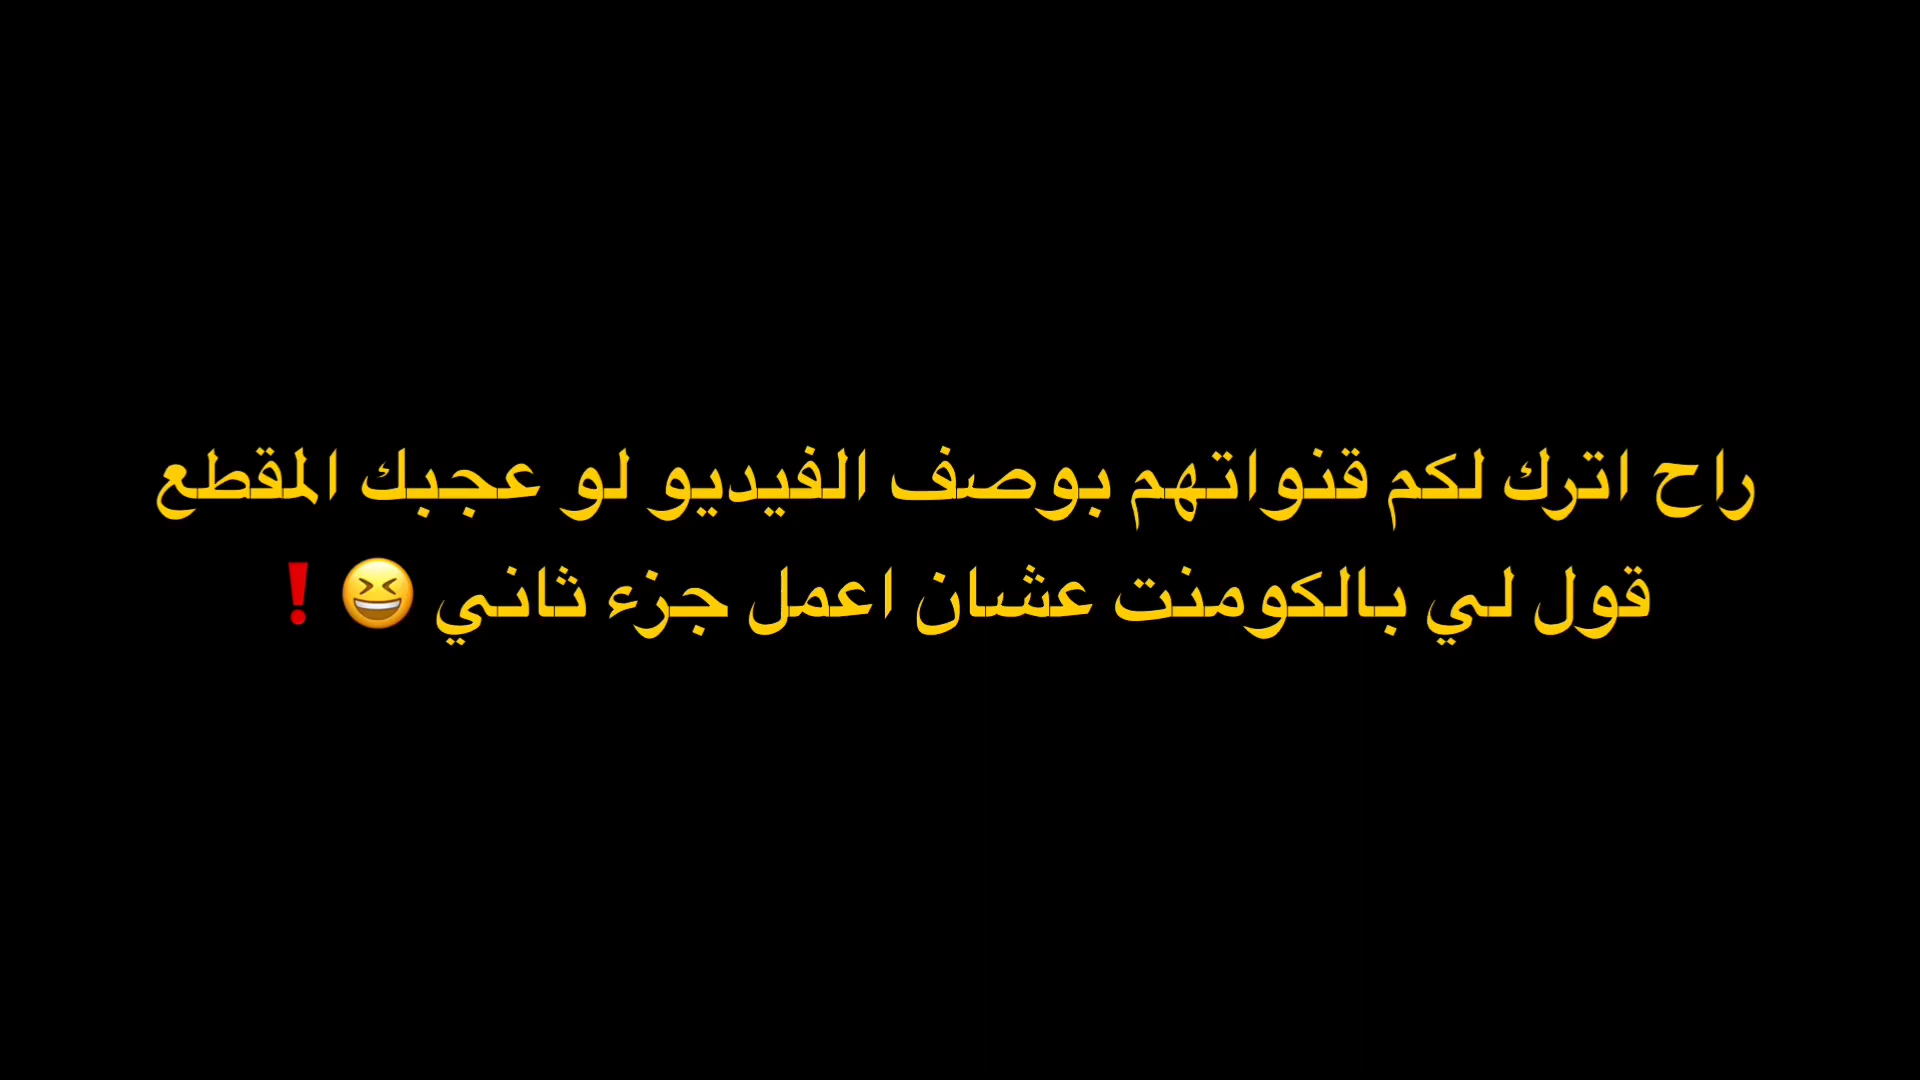 راح اترك لكم قنواتهم بوصف الفيديو لو عجبك المقطع
قول لي بالكومنت عشان اعمل جزء ثاني 😆❗